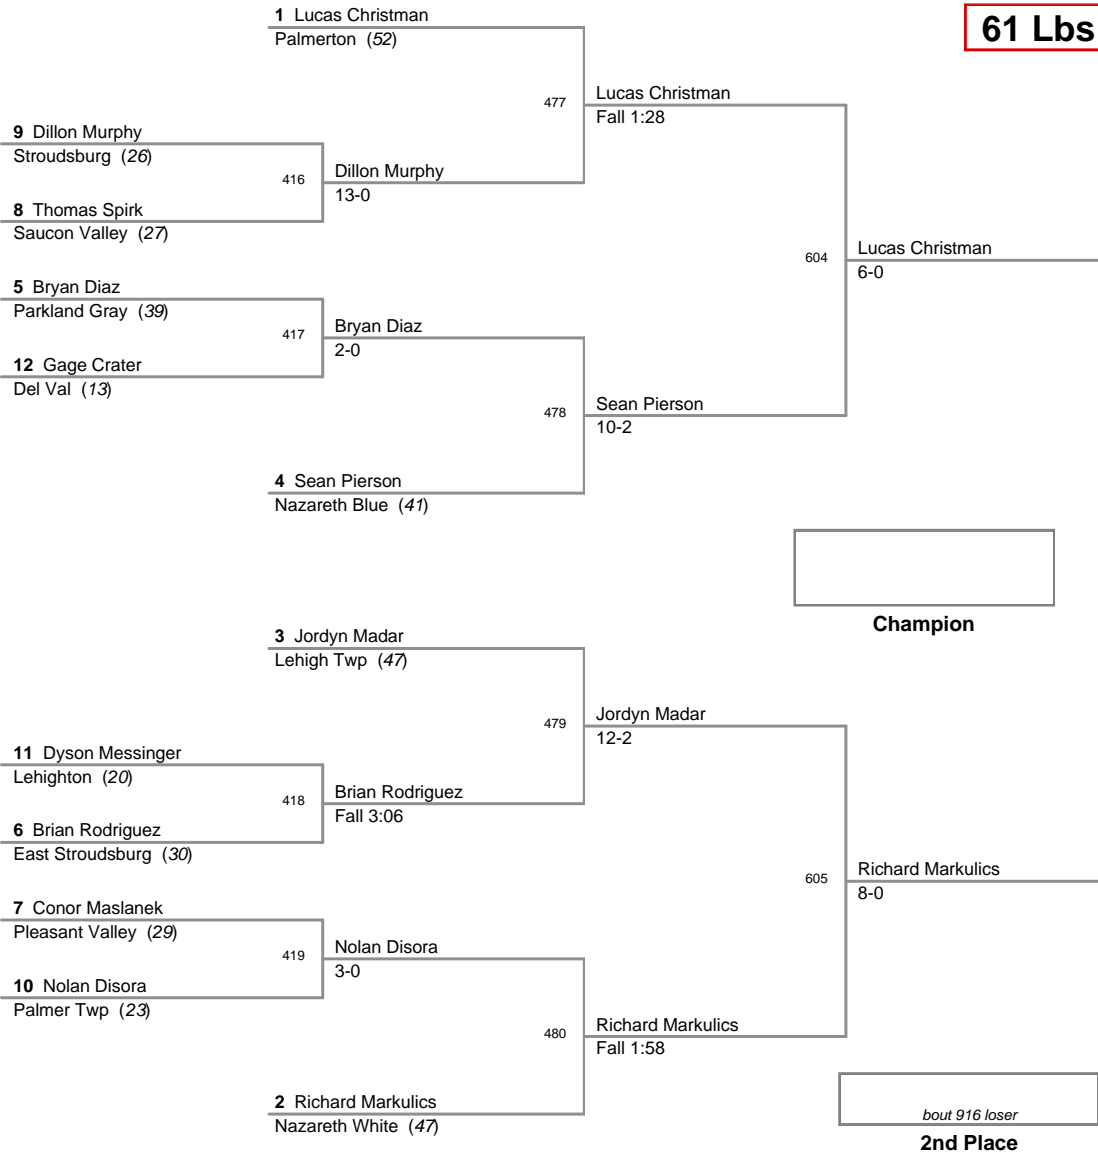 1 Lucas Christman
Palmerton (52)
61 Lbs
477
Lucas Christman
Fall 1:28
9 Dillon Murphy
Stroudsburg (26)
416
Dillon Murphy
13-0
8 Thomas Spirk
Saucon Valley (27)
604
Lucas Christman
6-0
5 Bryan Diaz
Parkland Gray (39)
417
Bryan Diaz
2-0
12 Gage Crater
Del Val (13)
478
Sean Pierson
10-2
4 Sean Pierson
Nazareth Blue (41)
Champion
3 Jordyn Madar
Lehigh Twp (47)
479
Jordyn Madar
12-2
11 Dyson Messinger
Lehighton (20)
418
Brian Rodriguez
Fall 3:06
6 Brian Rodriguez
East Stroudsburg (30)
605
Richard Markulics
8-0
7 Conor Maslanek
Pleasant Valley (29)
419
Nolan Disora
3-0
10 Nolan Disora
Palmer Twp (23)
480
Richard Markulics
Fall 1:58
2 Richard Markulics
Nazareth White (47)
bout 916 loser
2nd Place